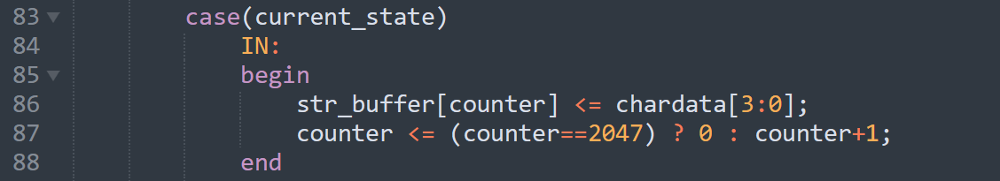 83 case(current_state)
84 IN:
85 begin
86 str_buffer[counter] <= chardata[3:0];
87 counter <= (counter==2047) ? 0 : counter+1;
88 end